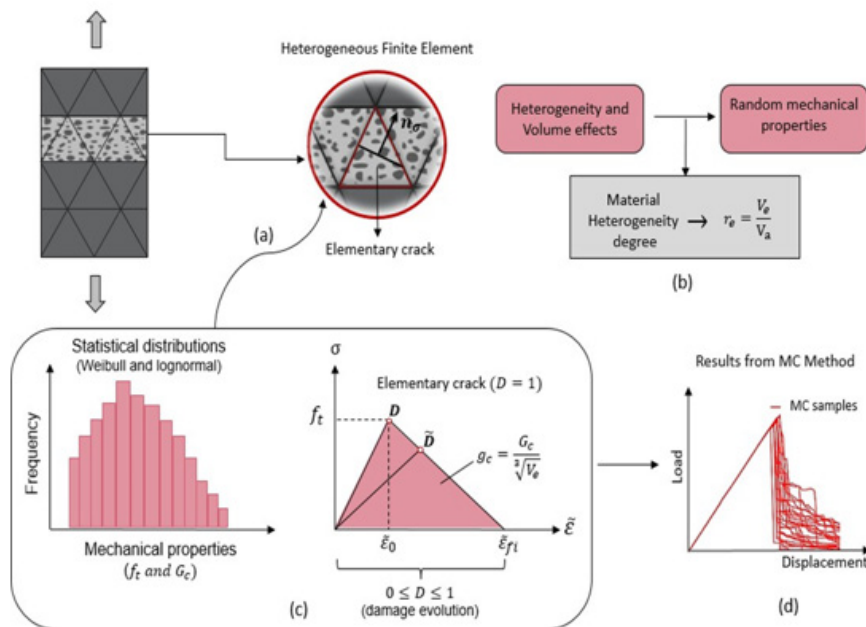 Heterogeneous Finite Element
n_σ
Elementary crack
(a)
Heterogeneity and
Volume effects
Random mechanical
properties
Material
Heterogeneity
degree
→ r_e = V_e / V_a
(b)
Statistical distributions
(Weibull and lognormal)
Frequency
Mechanical properties
(f_t and G_c)
σ
Elementary crack (D = 1)
f_t
D
D̃
g_c = G_c / ∛V_e
ε̃_0
ε̃_fi
ε̃
0 ≤ D ≤ 1
(damage evolution)
(c)
Results from MC Method
MC samples
Load
Displacement
(d)